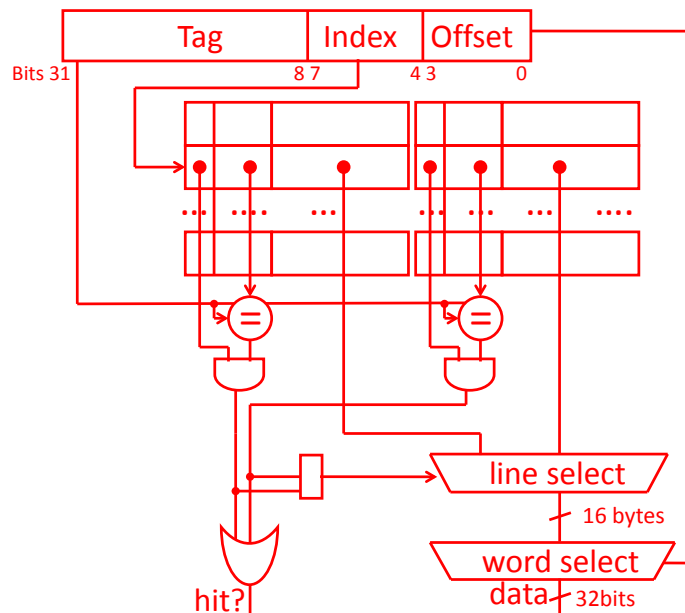 Tag Index Offset
Bits 31 8 7 4 3 0
.... .... ... ... ... ....
= =
line select
16 bytes
word select
hit? data 32bits